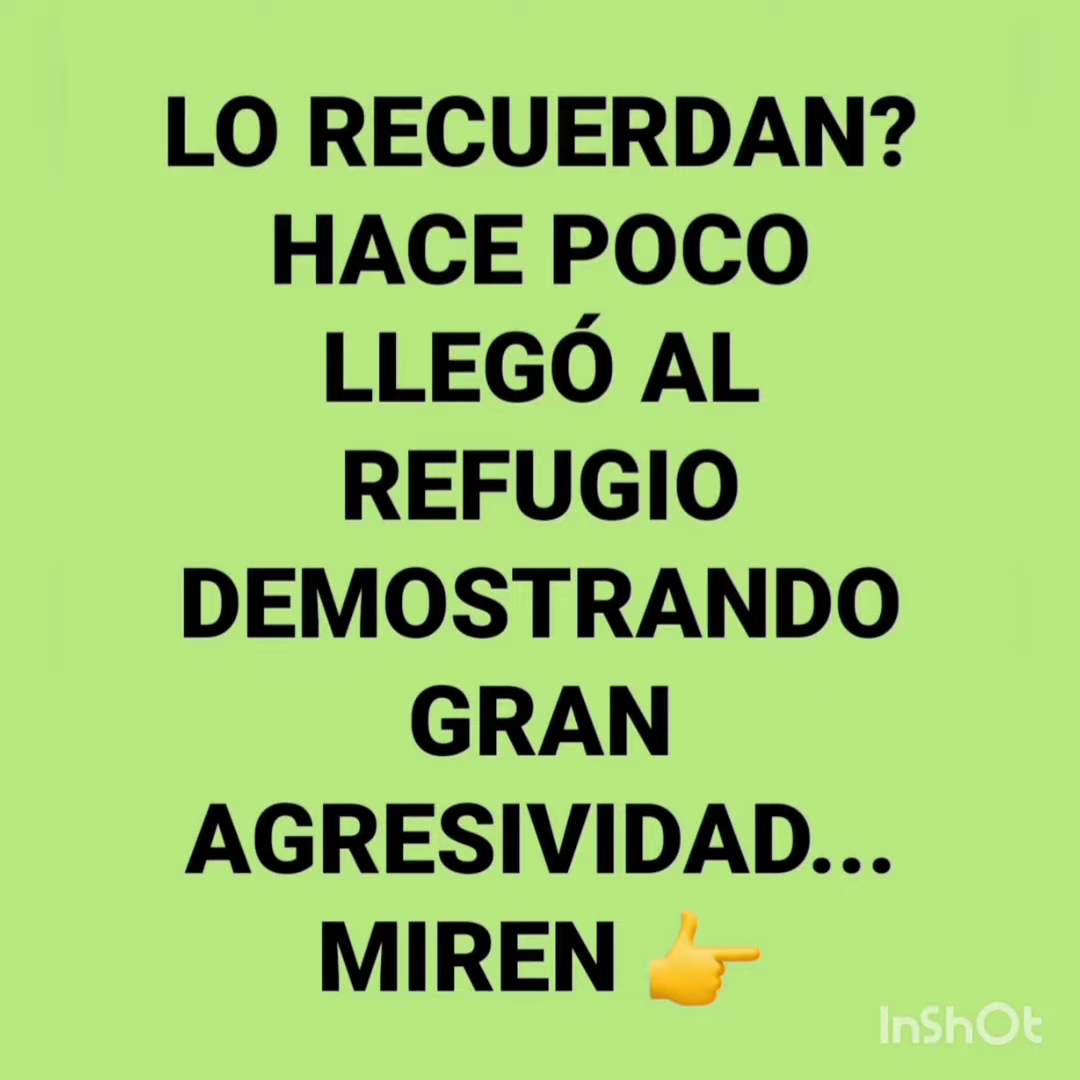 LO RECUERDAN?
HACE POCO
LLEGÓ AL
REFUGIO
DEMOSTRANDO
GRAN
AGRESIVIDAD...
MIREN 👉
InShOt